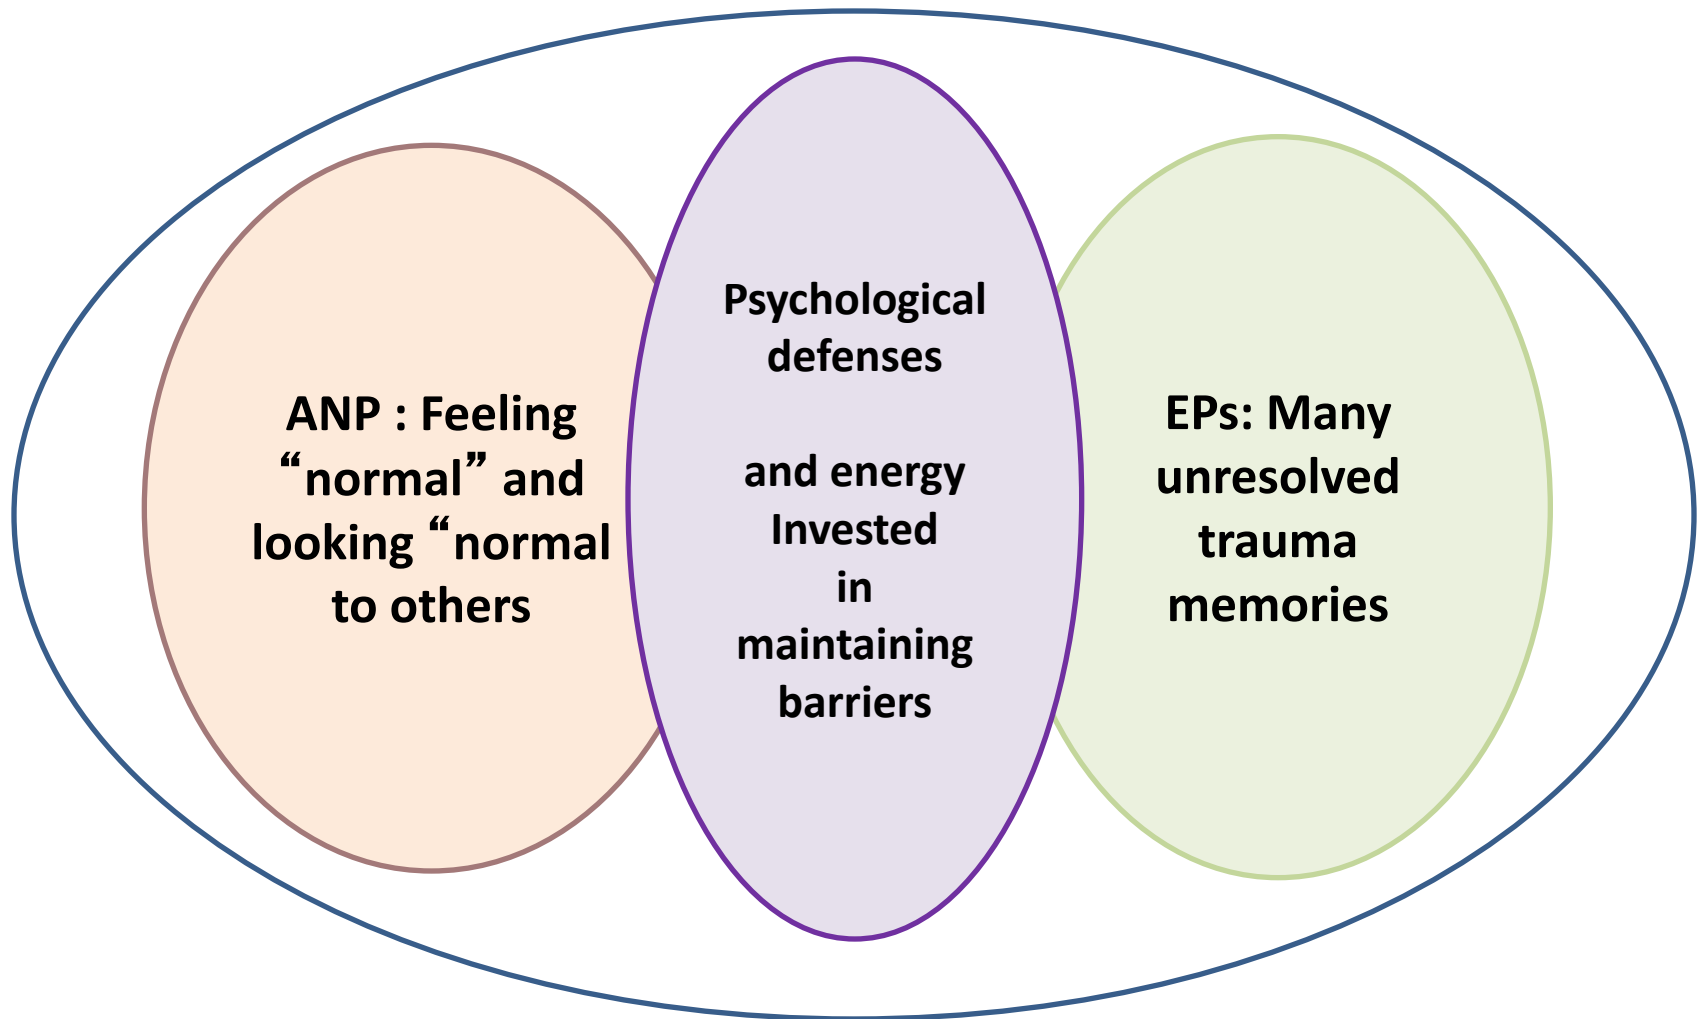 ANP : Feeling
“normal” and
looking “normal
to others
Psychological
defenses
and energy
Invested
in
maintaining
barriers
EPs: Many
unresolved
trauma
memories